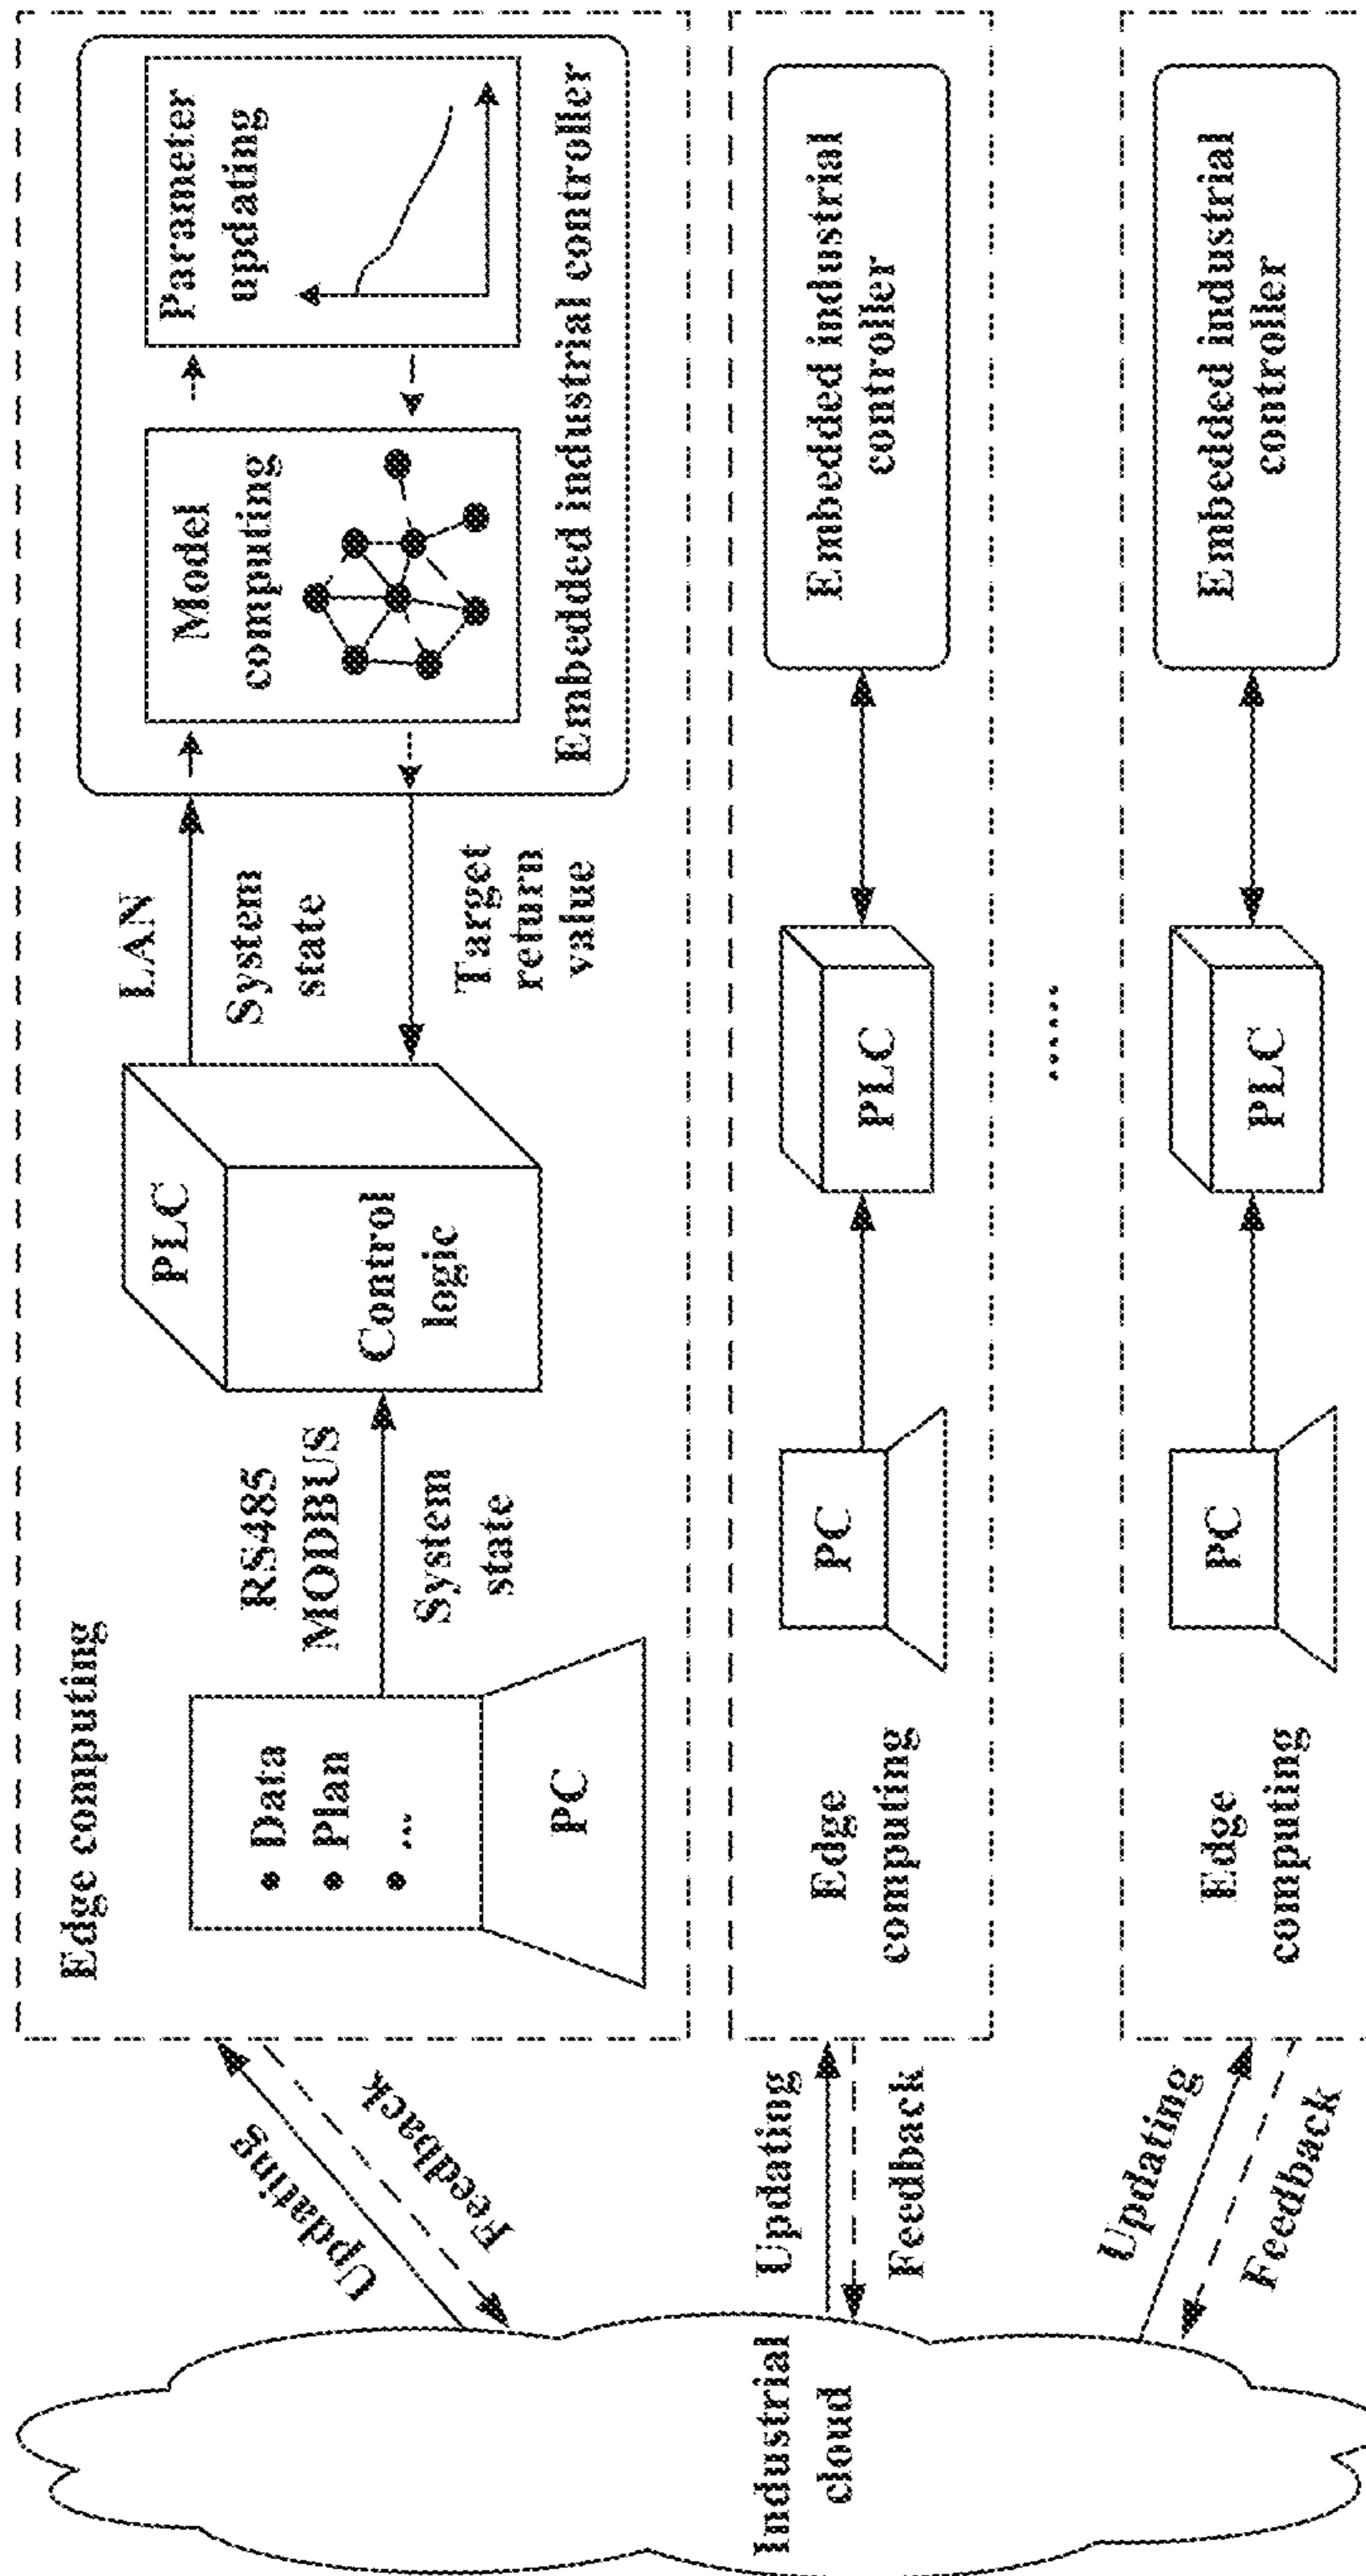 Edge computing
Data
Plan
...
PC
RS485
MODBUS
System
state
PLC
Control
logic
LAN
System
state
Target
return
value
Model
computing
Parameter
updating
Embedded industrial controller
Updating
Feedback
Industrial
cloud
Updating
Feedback
Edge
computing
PC
PLC
Embedded industrial
controller
......
Updating
Feedback
Edge
computing
PC
PLC
Embedded industrial
controller